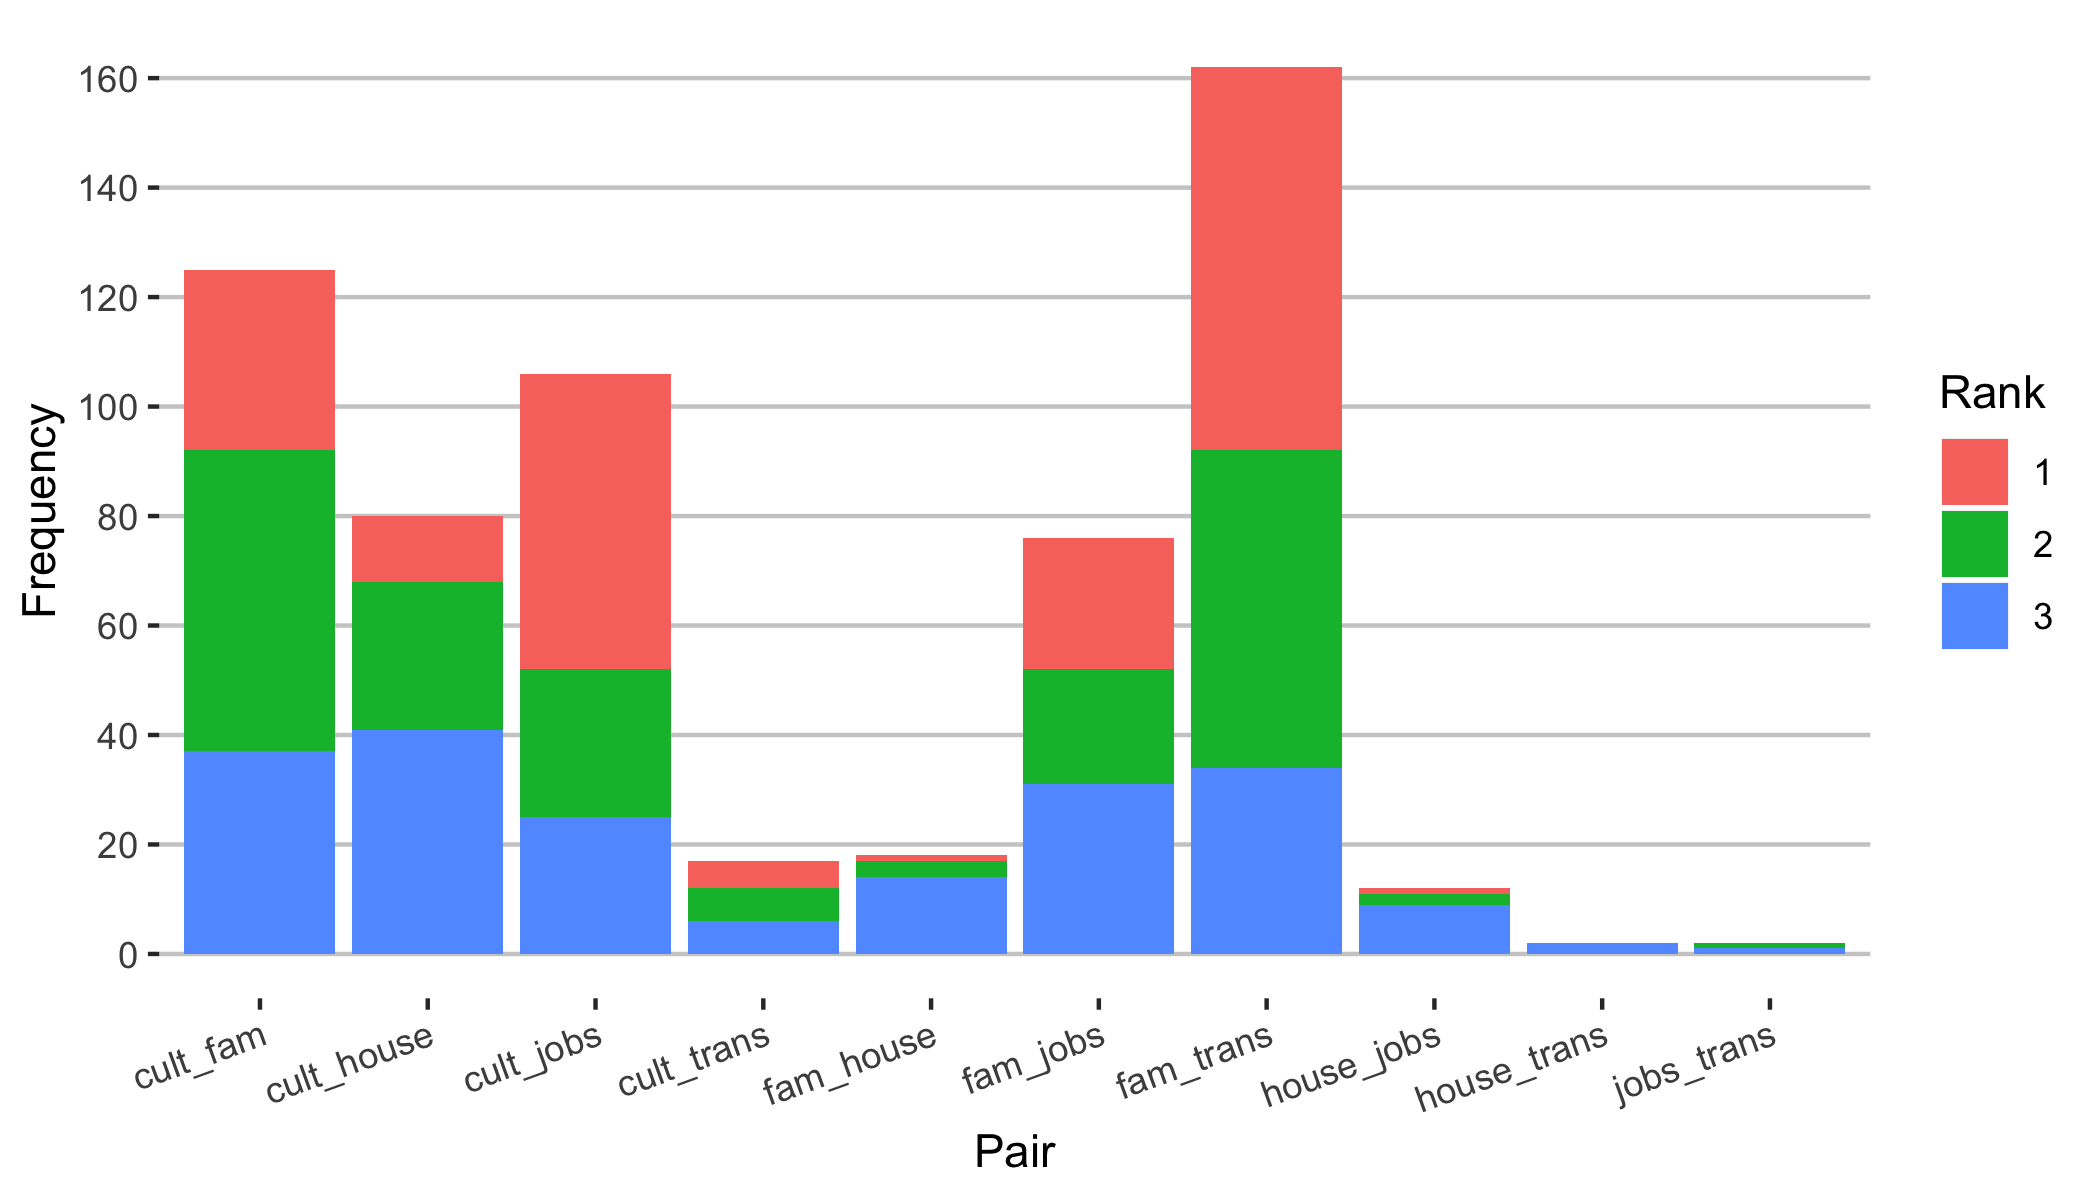 160
140
120
100
80
60
40
20
0
Frequency
cult_fam
cult_house
cult_jobs
cult_trans
fam_house
fam_jobs
fam_trans
house_jobs
house_trans
jobs_trans
Pair
Rank
1
2
3